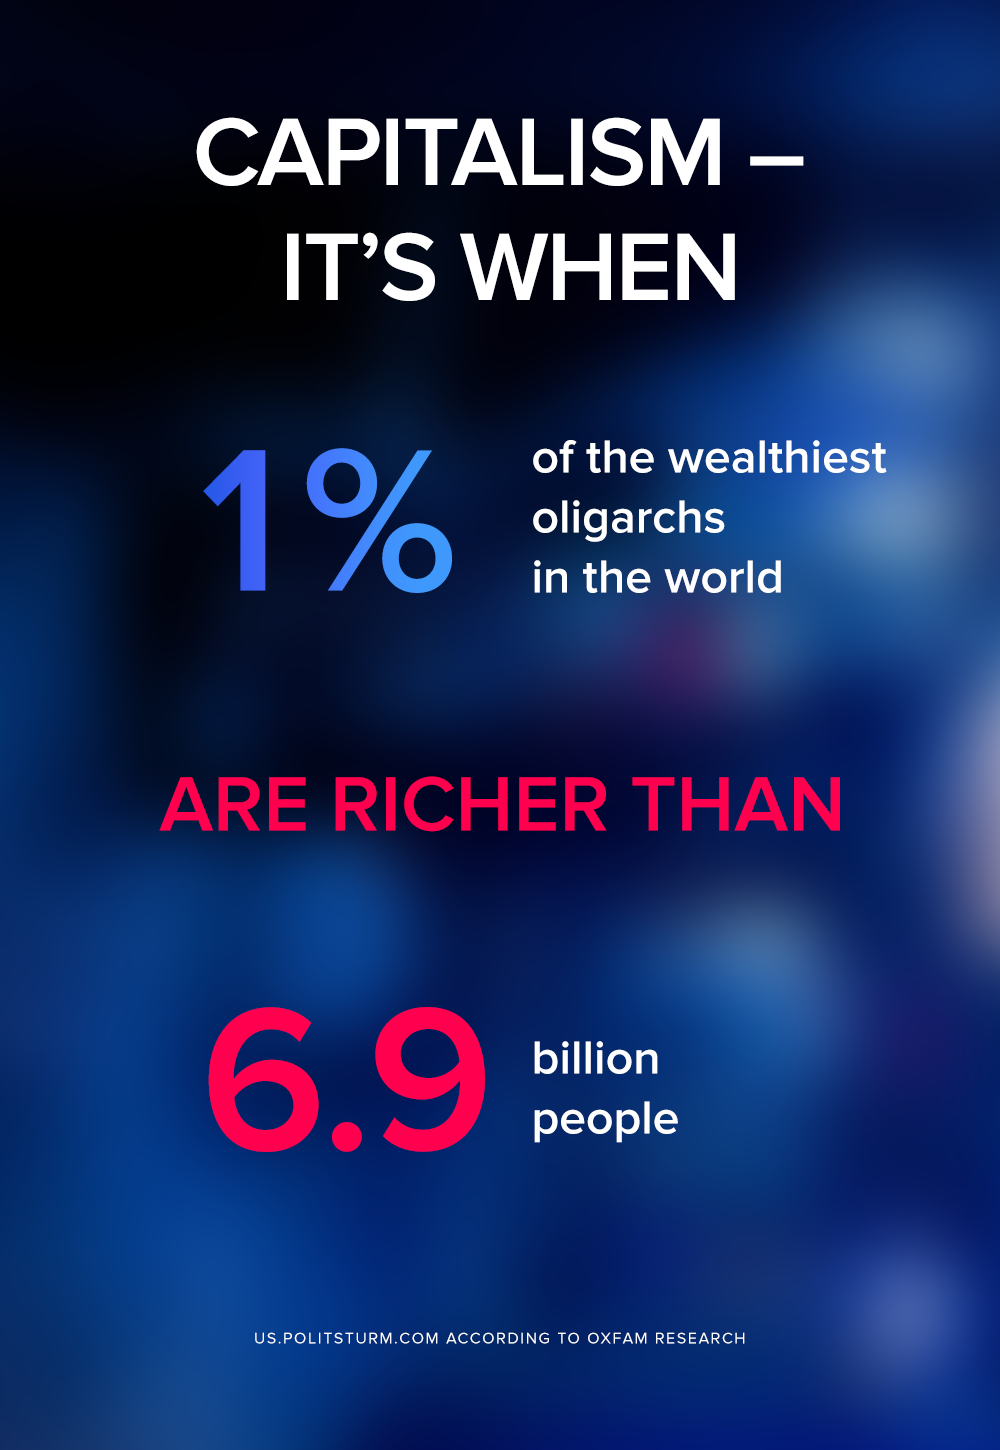 CAPITALISM –
IT’S WHEN
1%
of the wealthiest
oligarchs
in the world
ARE RICHER THAN
6.9
billion
people
US.POLITSTURM.COM ACCORDING TO OXFAM RESEARCH